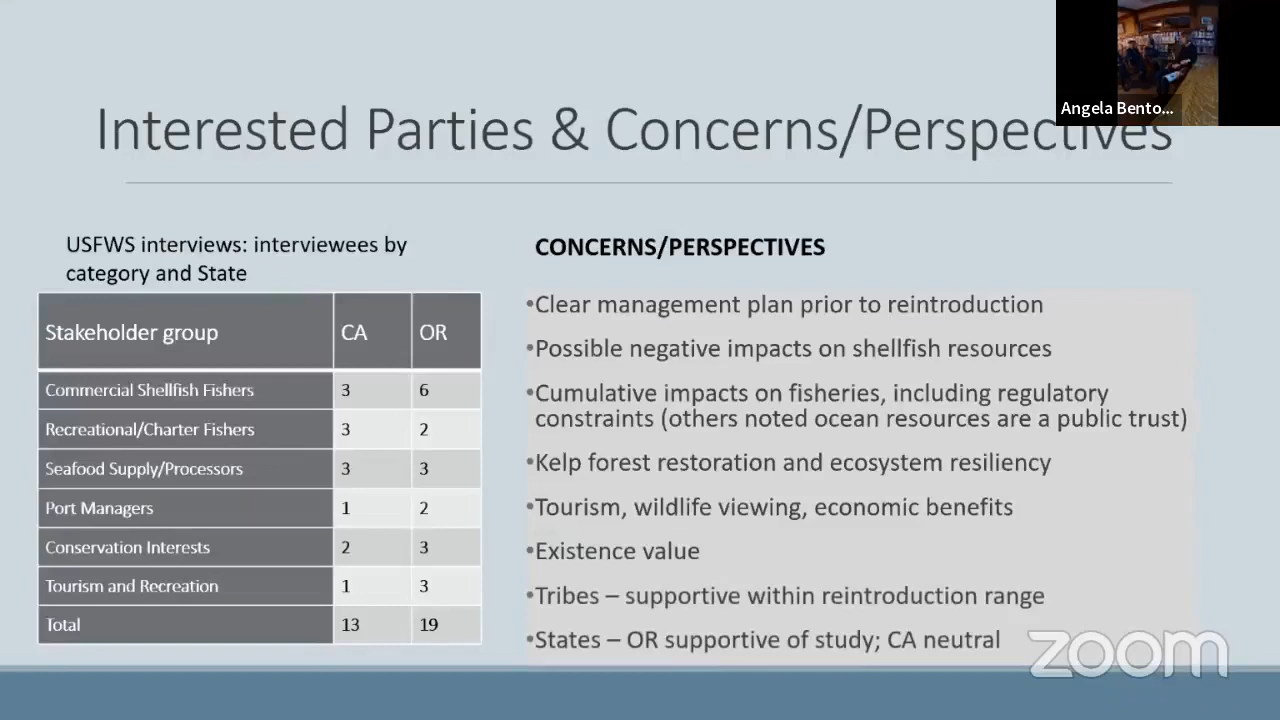 Angela Bento...
Interested Parties & Concerns/Perspectives
USFWS interviews: interviewees by
category and State
Stakeholder group CA OR
Commercial Shellfish Fishers 3 6
Recreational/Charter Fishers 3 2
Seafood Supply/Processors 3 3
Port Managers 1 2
Conservation Interests 2 3
Tourism and Recreation 1 3
Total 13 19
CONCERNS/PERSPECTIVES
•Clear management plan prior to reintroduction
•Possible negative impacts on shellfish resources
•Cumulative impacts on fisheries, including regulatory
constraints (others noted ocean resources are a public trust)
•Kelp forest restoration and ecosystem resiliency
•Tourism, wildlife viewing, economic benefits
•Existence value
•Tribes – supportive within reintroduction range
•States – OR supportive of study; CA neutral
zoom